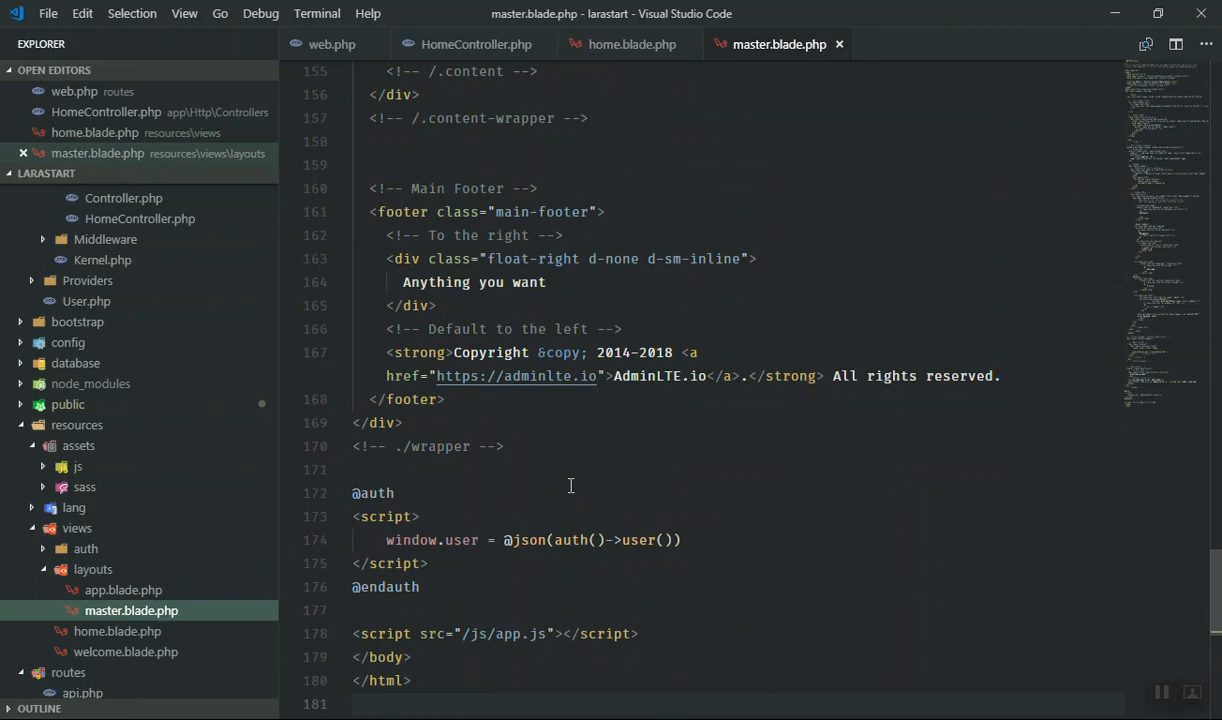 File Edit Selection View Go Debug Terminal Help master.blade.php - larastart - Visual Studio Code
EXPLORER
OPEN EDITORS
web.php routes
HomeController.php app\Http\Controllers
home.blade.php resources\views
master.blade.php resources\views\layouts
LARASTART
Controller.php
HomeController.php
Middleware
Kernel.php
Providers
User.php
bootstrap
config
database
node_modules
public
resources
assets
js
sass
lang
views
auth
layouts
app.blade.php
master.blade.php
home.blade.php
welcome.blade.php
routes
api.php
OUTLINE
web.php HomeController.php home.blade.php master.blade.php
155 <!-- /.content -->
156 </div>
157 <!-- /.content-wrapper -->
158
159
160 <!-- Main Footer -->
161 <footer class="main-footer">
162 <!-- To the right -->
163 <div class="float-right d-none d-sm-inline">
164 Anything you want
165 </div>
166 <!-- Default to the left -->
167 <strong>Copyright &copy; 2014-2018 <a
href="https://adminlte.io">AdminLTE.io</a>.</strong> All rights reserved.
168 </footer>
169 </div>
170 <!-- ./wrapper -->
171
172 @auth
173 <script>
174 window.user = @json(auth()->user())
175 </script>
176 @endauth
177
178 <script src="/js/app.js"></script>
179 </body>
180 </html>
181